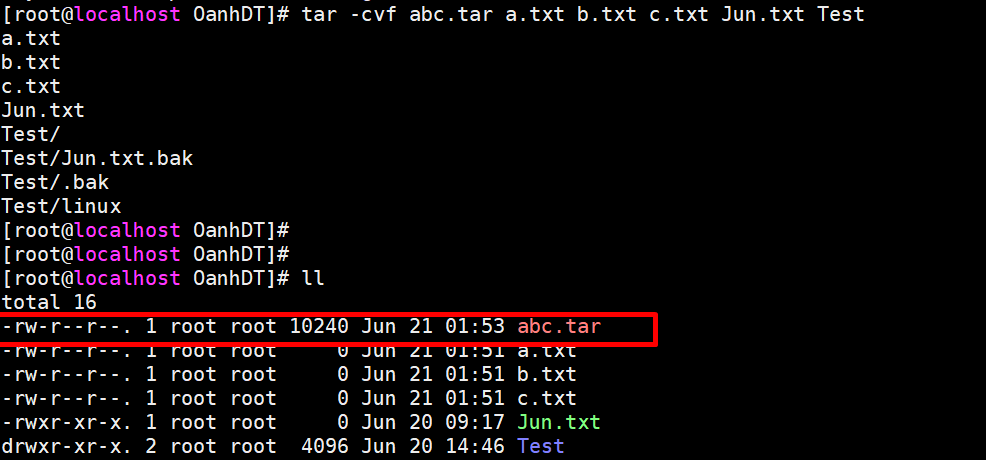 [root@localhost OanhDT]# tar -cvf abc.tar a.txt b.txt c.txt Jun.txt Test
a.txt
b.txt
c.txt
Jun.txt
Test/
Test/Jun.txt.bak
Test/.bak
Test/linux
[root@localhost OanhDT]#
[root@localhost OanhDT]#
[root@localhost OanhDT]# ll
total 16
-rw-r--r--. 1 root root 10240 Jun 21 01:53 abc.tar
-rw-r--r--. 1 root root     0 Jun 21 01:51 a.txt
-rw-r--r--. 1 root root     0 Jun 21 01:51 b.txt
-rw-r--r--. 1 root root     0 Jun 21 01:51 c.txt
-rwxr-xr-x. 1 root root     0 Jun 20 09:17 Jun.txt
drwxr-xr-x. 2 root root  4096 Jun 20 14:46 Test